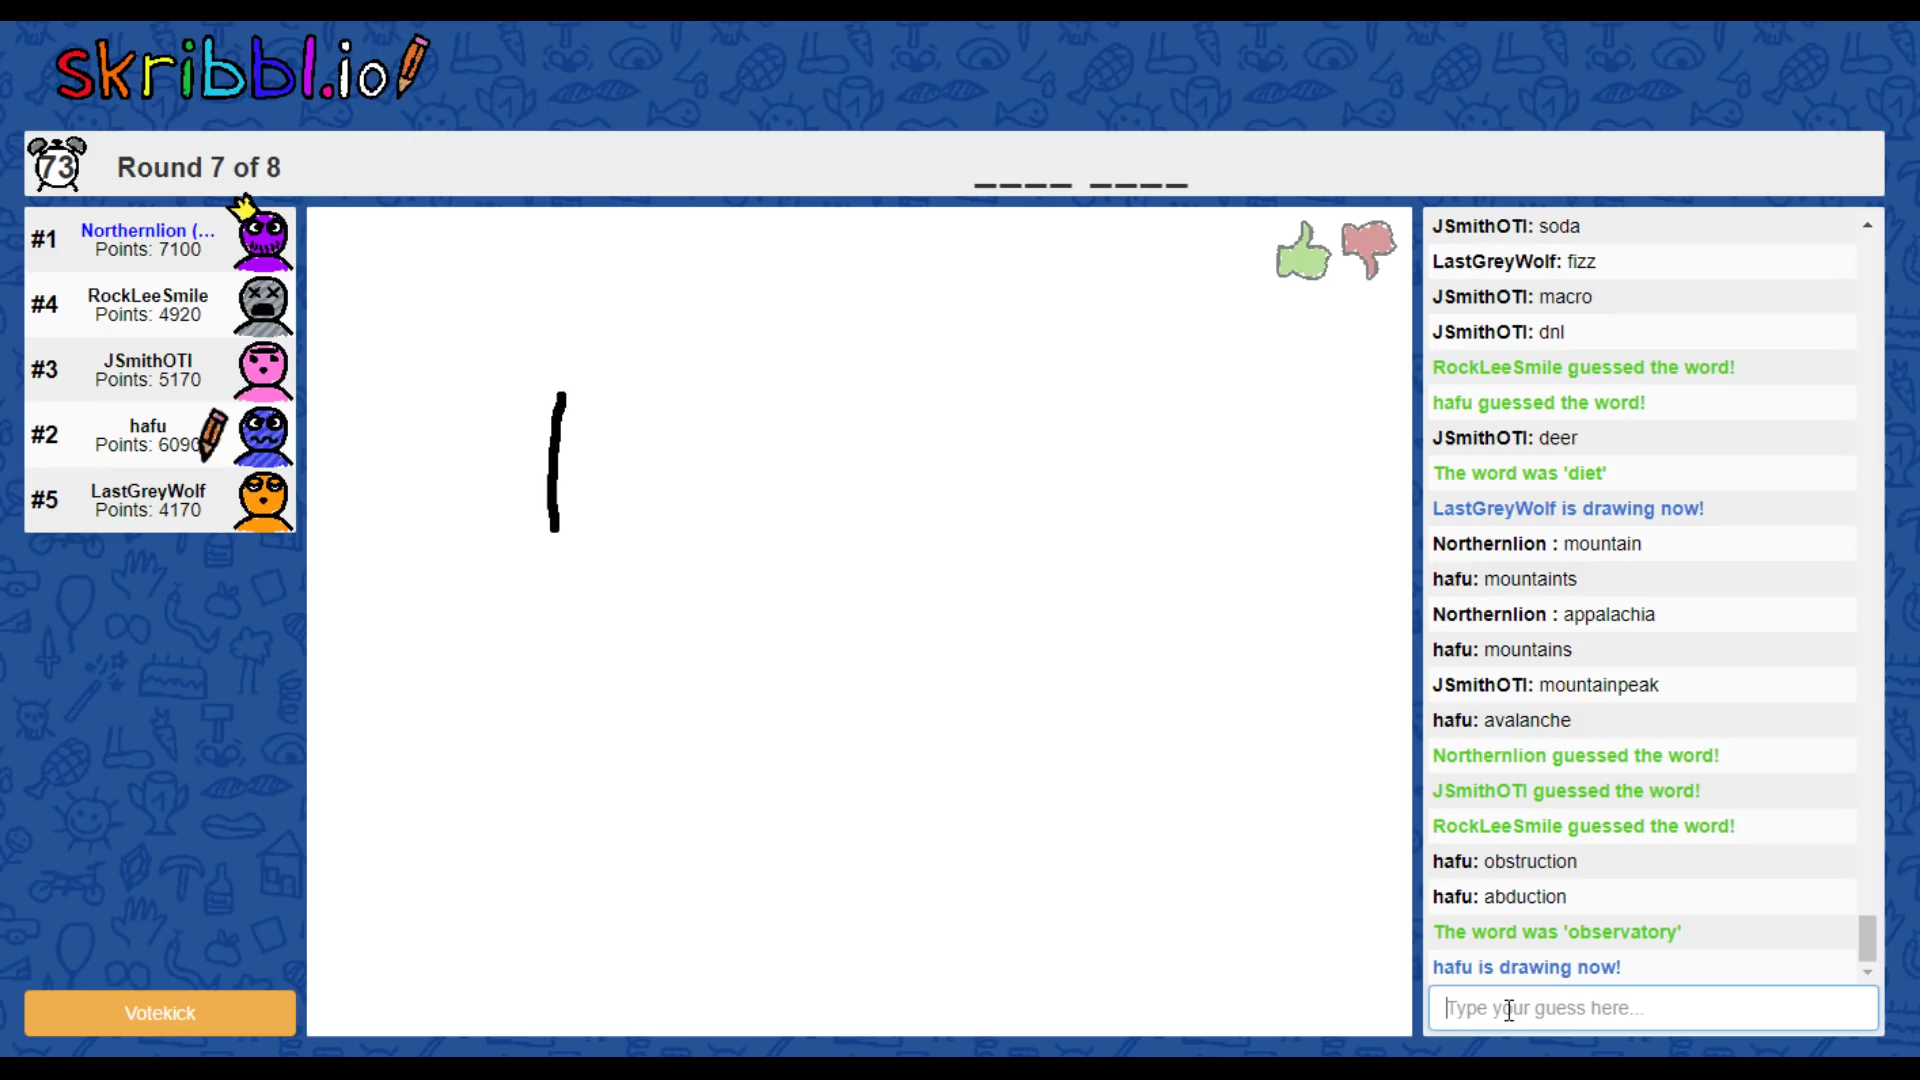 skribbl.io
73
Round 7 of 8
____ ____
#1
Northernlion (...
Points: 7100
#4
RockLeeSmile
Points: 4920
#3
JSmithOTI
Points: 5170
#2
hafu
Points: 6090
#5
LastGreyWolf
Points: 4170
Votekick
JSmithOTI: soda
LastGreyWolf: fizz
JSmithOTI: macro
JSmithOTI: dnl
RockLeeSmile guessed the word!
hafu guessed the word!
JSmithOTI: deer
The word was 'diet'
LastGreyWolf is drawing now!
Northernlion : mountain
hafu: mountaints
Northernlion : appalachia
hafu: mountains
JSmithOTI: mountainpeak
hafu: avalanche
Northernlion guessed the word!
JSmithOTI guessed the word!
RockLeeSmile guessed the word!
hafu: obstruction
hafu: abduction
The word was 'observatory'
hafu is drawing now!
Type your guess here...